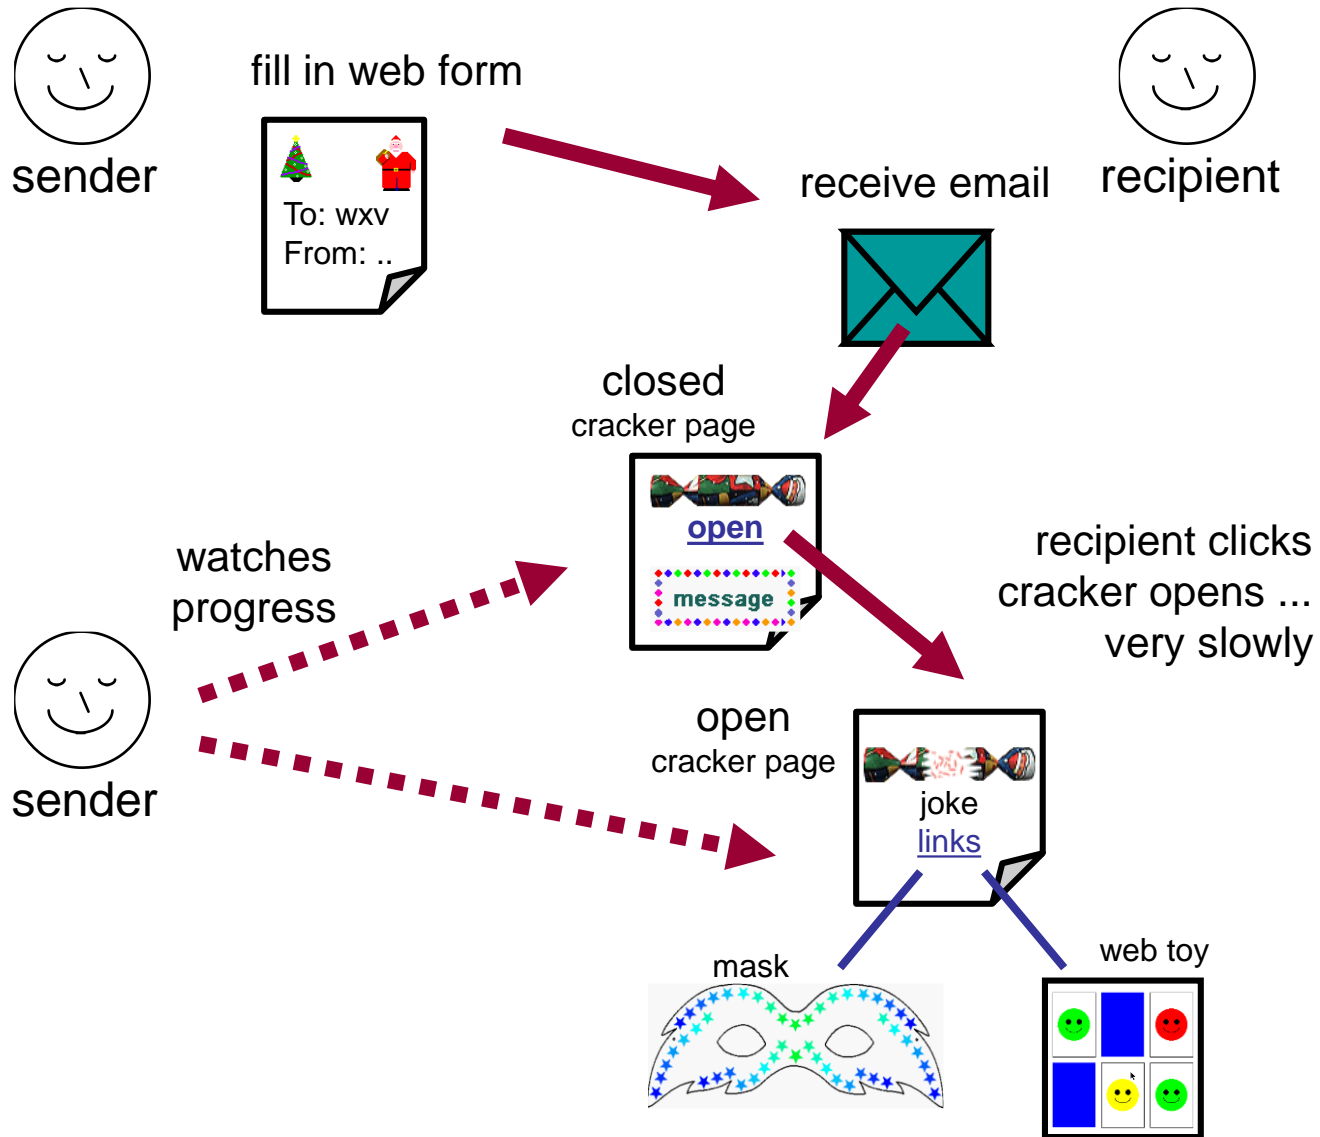 fill in web form
sender
To: wxv
From: ..
receive email
recipient
closed
cracker page
open
message
watches
progress
recipient clicks
cracker opens ...
very slowly
sender
open
cracker page
joke
links
mask
web toy